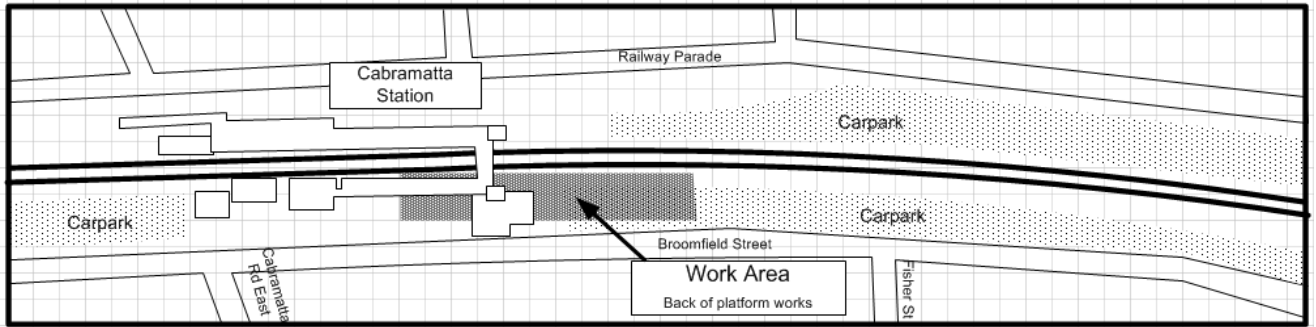 Railway Parade
Cabramatta
Station
Carpark
Carpark
Carpark
Broomfield Street
Cabramatta
Rd East
Work Area
Back of platform works
Fisher St